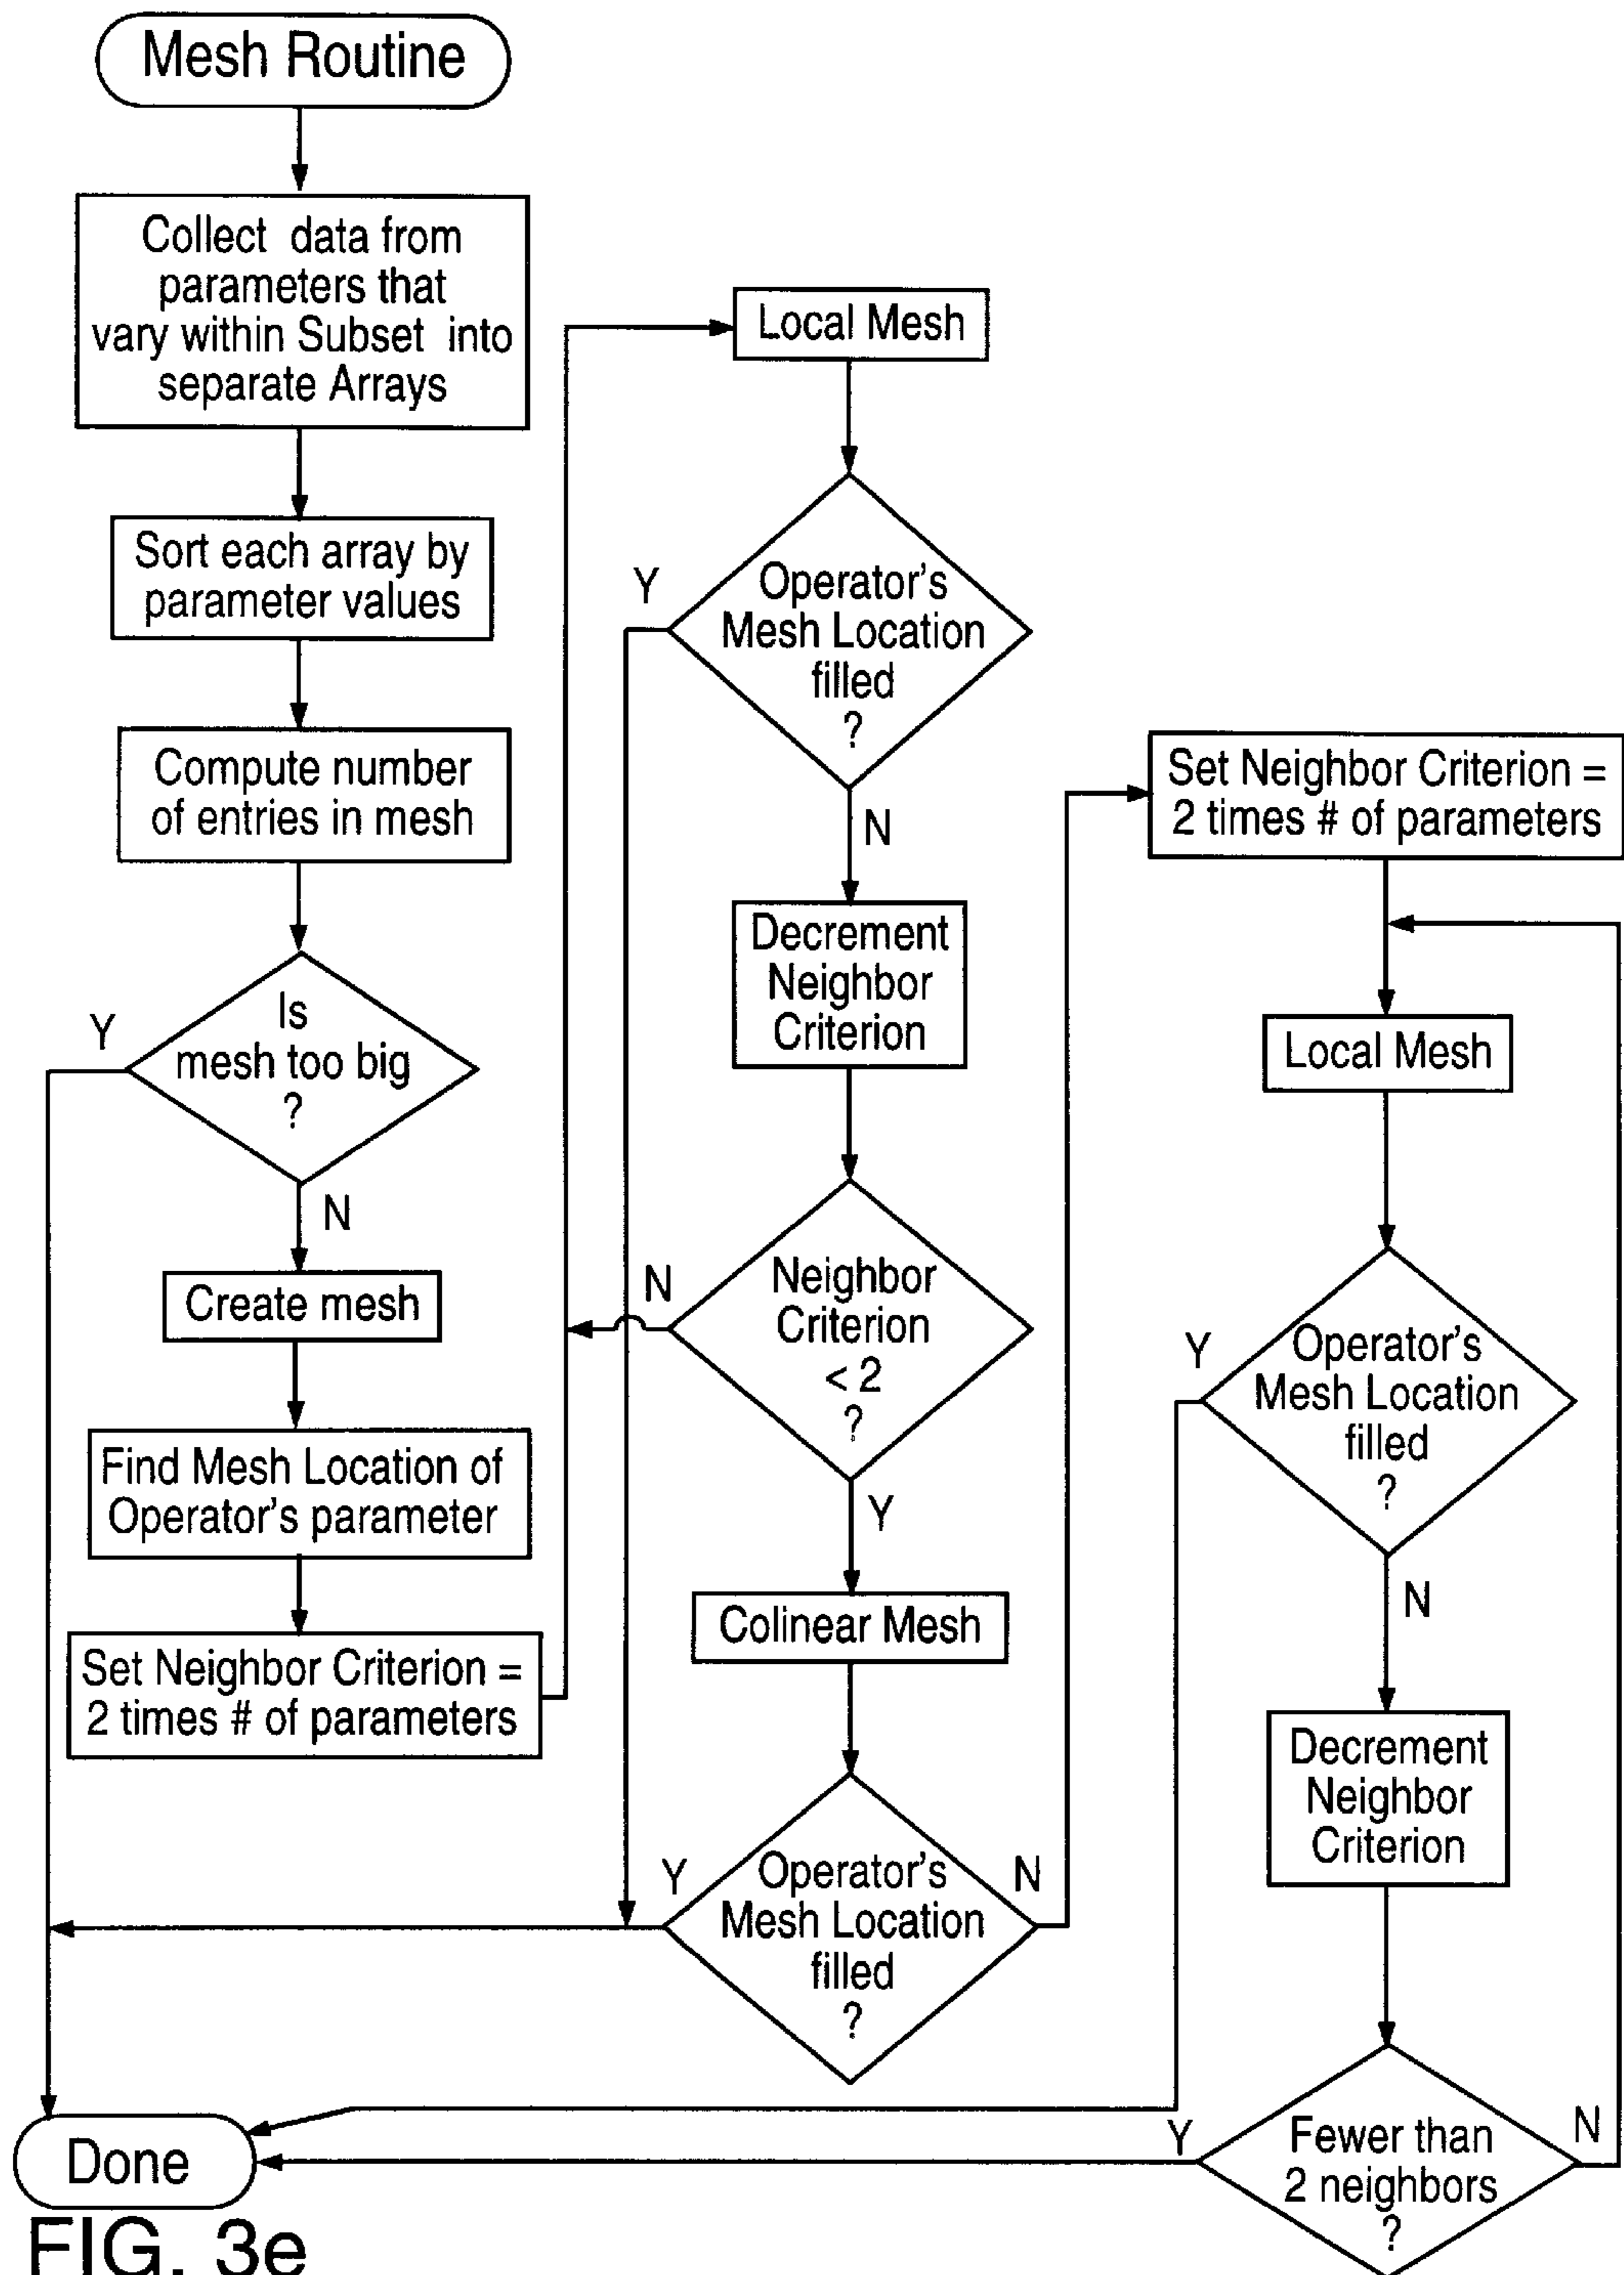 Mesh Routine
Collect data from
parameters that
vary within Subset into
separate Arrays
Sort each array by
parameter values
Compute number
of entries in mesh
Is
mesh too big
?
Y
N
Create mesh
Find Mesh Location of
Operator's parameter
Set Neighbor Criterion =
2 times # of parameters
Local Mesh
Operator's
Mesh Location
filled
?
Y
N
Decrement
Neighbor
Criterion
Neighbor
Criterion
< 2
?
N
Y
Colinear Mesh
Operator's
Mesh Location
filled
?
Y
N
Set Neighbor Criterion =
2 times # of parameters
Local Mesh
Operator's
Mesh Location
filled
?
Y
N
Decrement
Neighbor
Criterion
Fewer than
2 neighbors
?
Y
N
Done
FIG. 3e